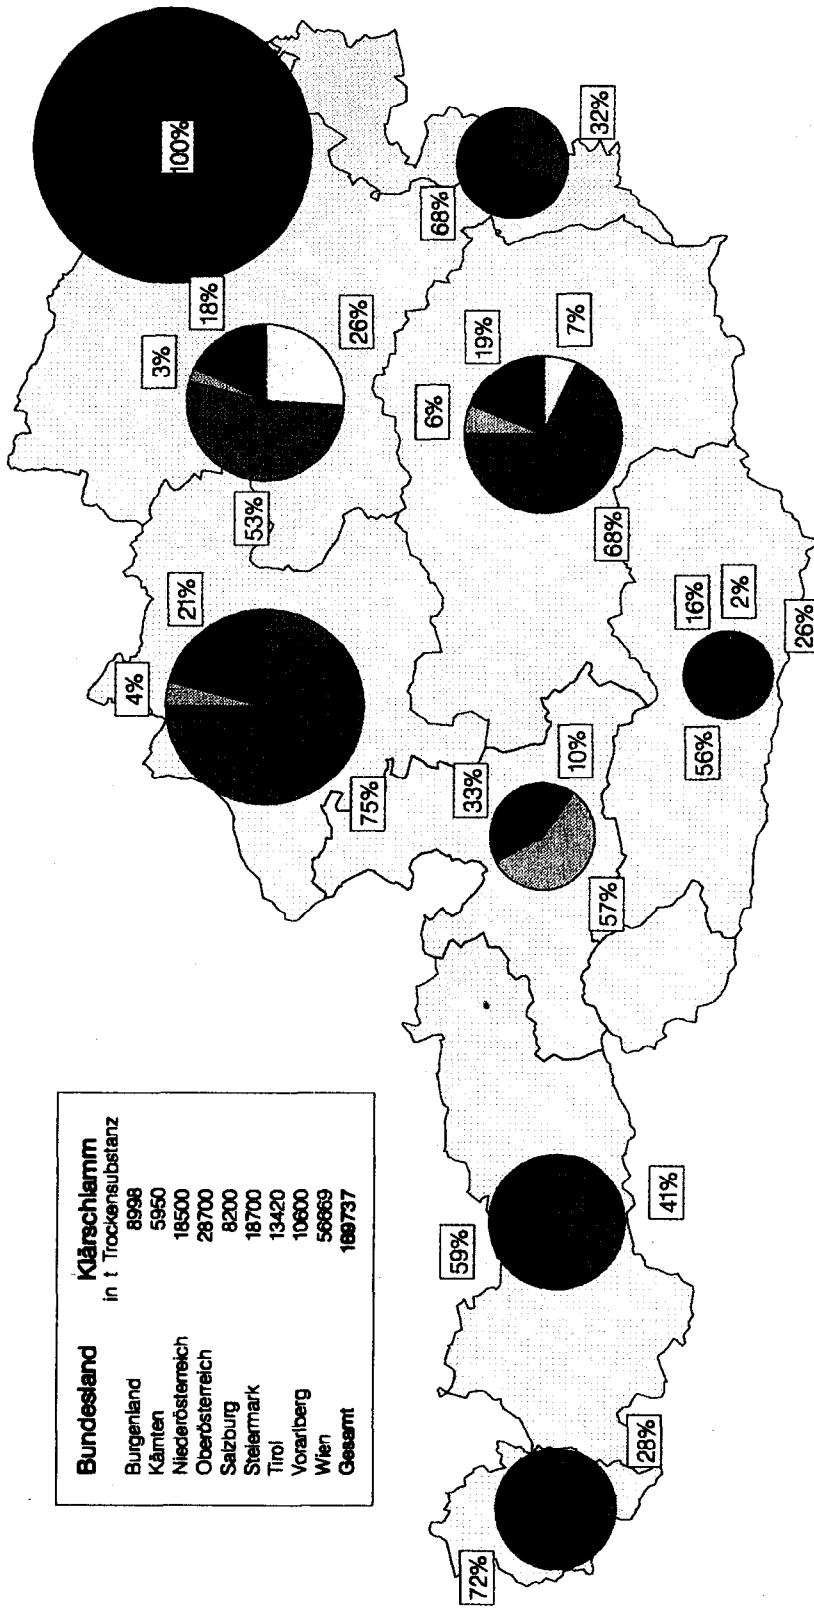 Bundesland Klärschlamm
in t Trockensubstanz
Burgenland 8998
Kärnten 5950
Niederösterreich 18500
Oberösterreich 28700
Salzburg 8200
Steiermark 18700
Tirol 13420
Vorarlberg 10600
Wien 56669
Gesamt 169737
4%
3%
100%
21%
18%
53%
26%
75%
6%
68%
59%
33%
72%
19%
7%
10%
32%
57%
68%
28%
41%
16%
56%
2%
26%